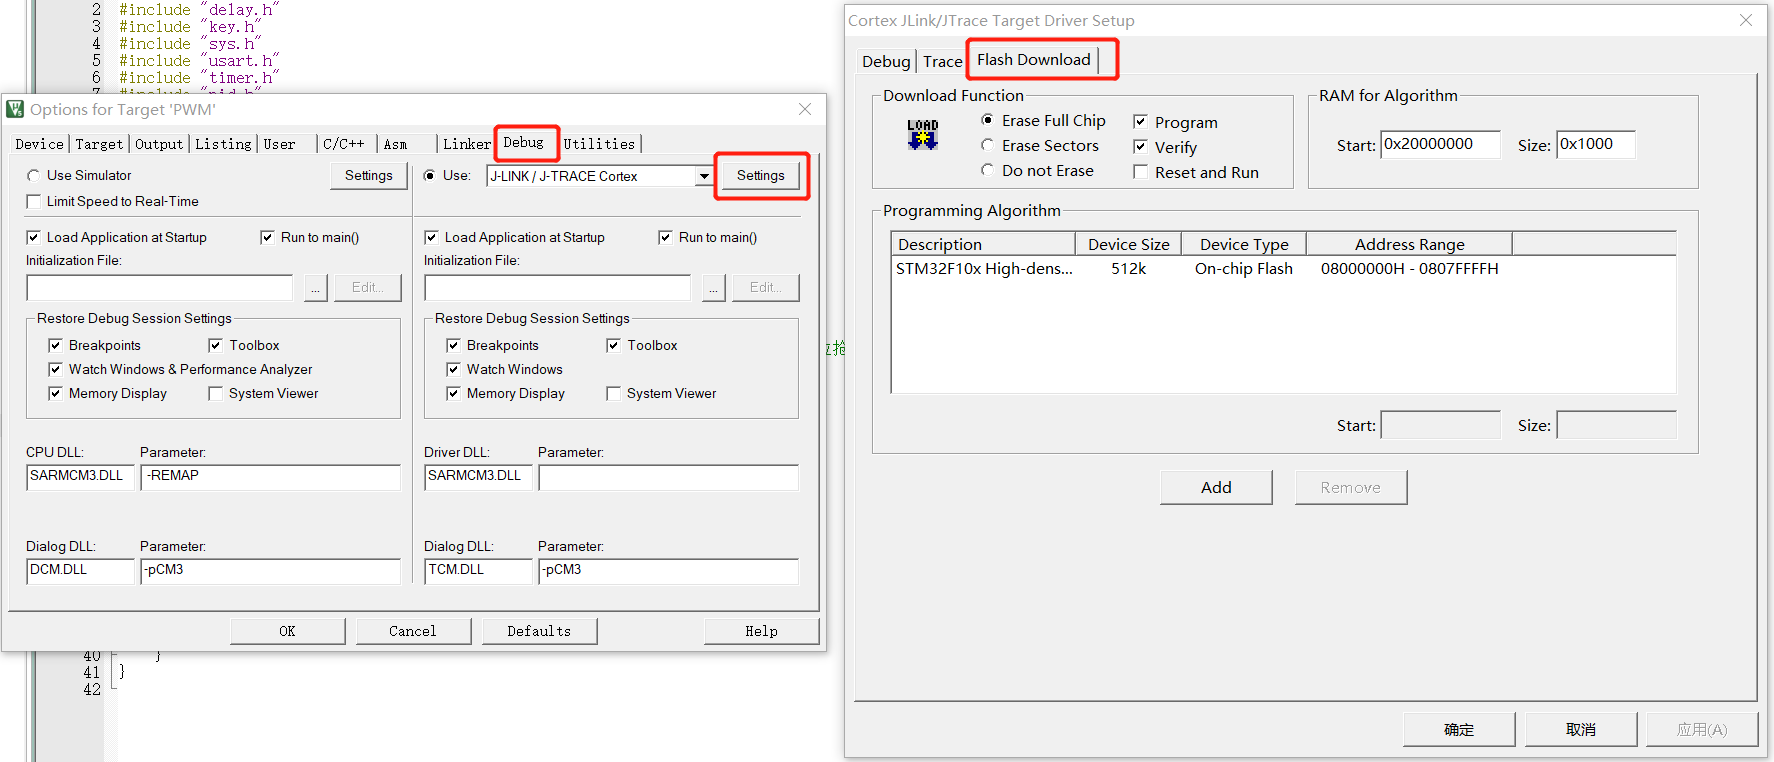 2 #include "delay.h"
3 #include "key.h"
4 #include "sys.h"
5 #include "usart.h"
6 #include "timer.h"
7 #include "pid.h"
Options for Target 'PWM'
Device Target Output Listing User C/C++ Asm Linker Debug Utilities
Use Simulator Settings
Limit Speed to Real-Time
Load Application at Startup Run to main()
Initialization File:
... Edit...
Restore Debug Session Settings
Breakpoints Toolbox
Watch Windows & Performance Analyzer
Memory Display System Viewer
CPU DLL: Parameter:
SARMCM3.DLL -REMAP
Dialog DLL: Parameter:
DCM.DLL -pCM3
Use: J-LINK / J-TRACE Cortex Settings
Load Application at Startup Run to main()
Initialization File:
... Edit...
Restore Debug Session Settings
Breakpoints Toolbox
Watch Windows
Memory Display System Viewer
Driver DLL: Parameter:
SARMCM3.DLL
Dialog DLL: Parameter:
TCM.DLL -pCM3
OK Cancel Defaults Help
40 }
41 }
42
Cortex JLink/JTrace Target Driver Setup
Debug Trace Flash Download
Download Function
LOAD
Erase Full Chip Program
Erase Sectors Verify
Do not Erase Reset and Run
RAM for Algorithm
Start: 0x20000000 Size: 0x1000
Programming Algorithm
Description Device Size Device Type Address Range
STM32F10x High-dens... 512k On-chip Flash 08000000H - 0807FFFFH
Start: Size:
Add Remove
确定 取消 应用(A)